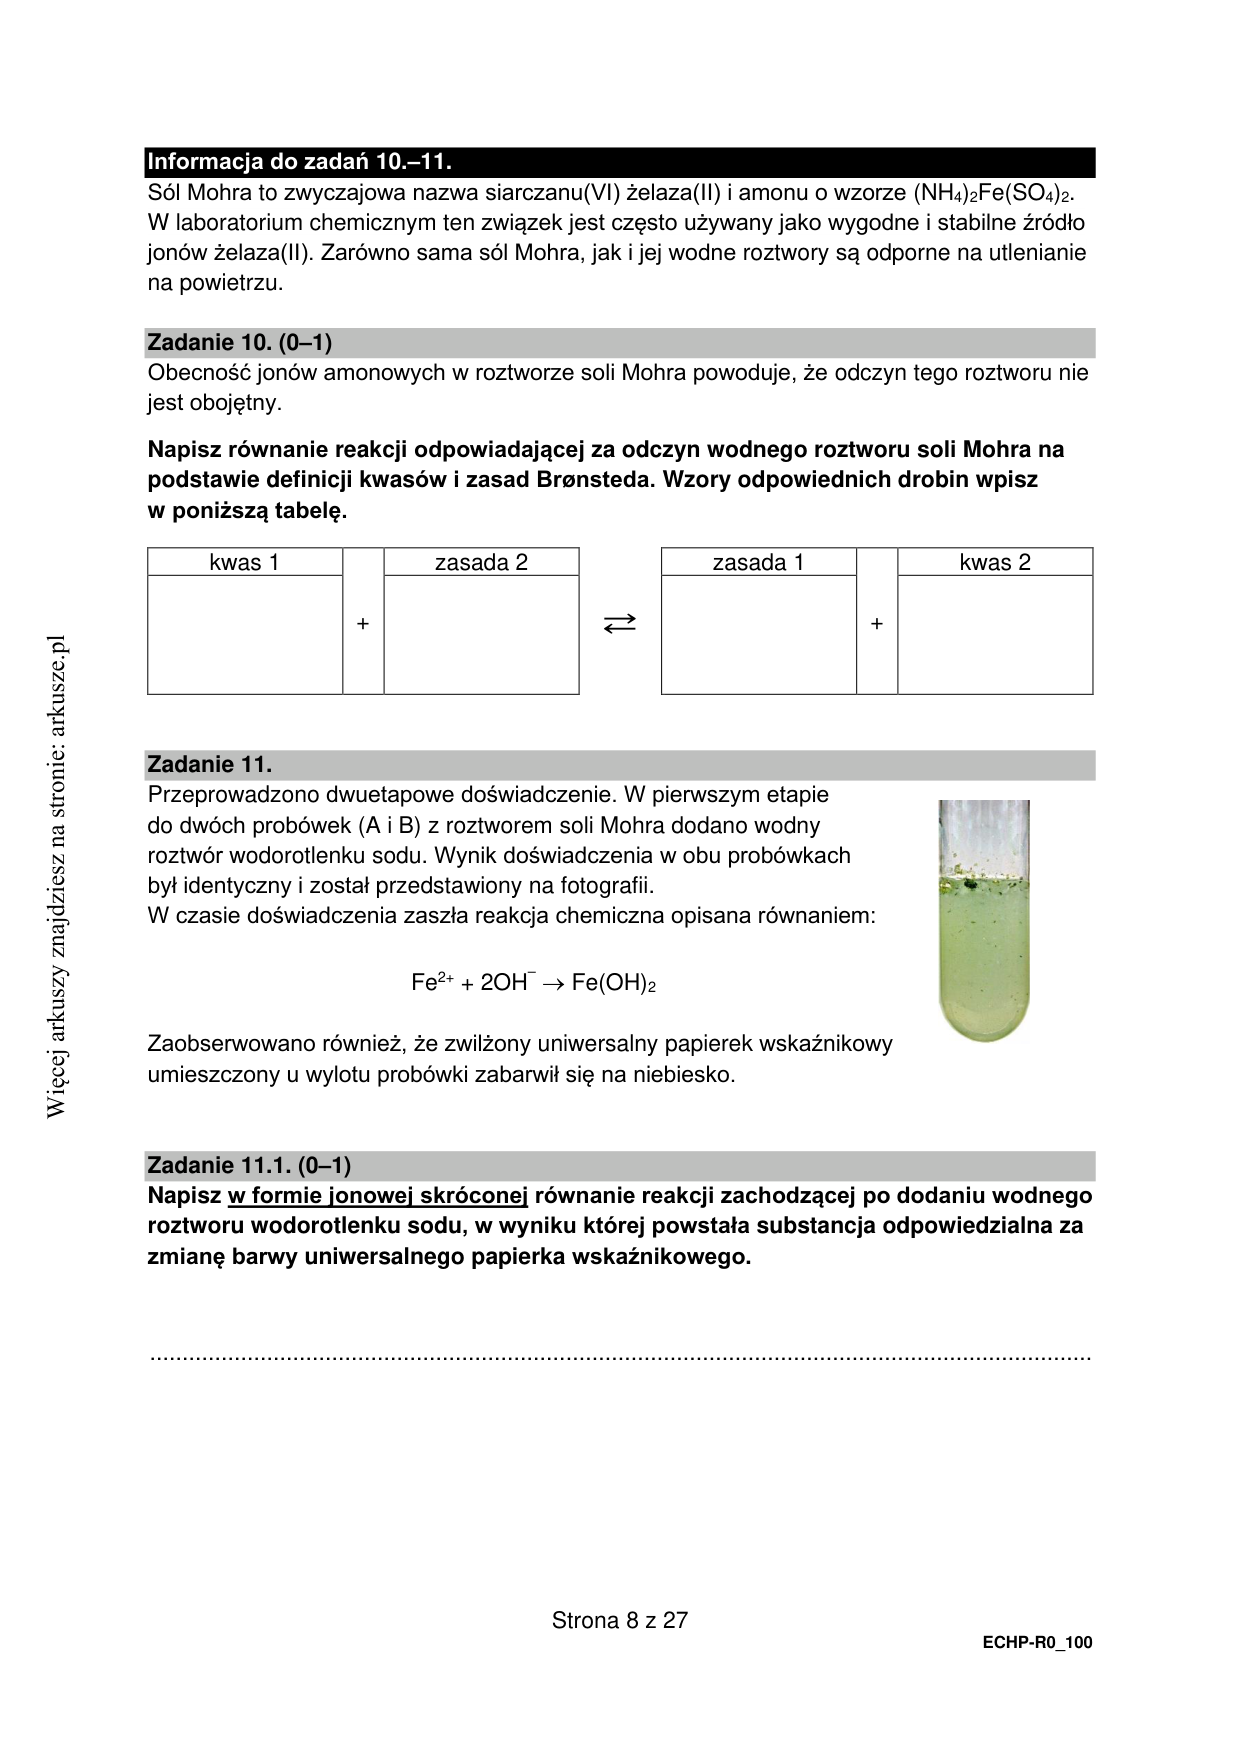 Informacja do zadań 10.–11.
Sól Mohra to zwyczajowa nazwa siarczanu(VI) żelaza(II) i amonu o wzorze (NH₄)₂Fe(SO₄)₂.
W laboratorium chemicznym ten związek jest często używany jako wygodne i stabilne źródło
jonów żelaza(II). Zarówno sama sól Mohra, jak i jej wodne roztwory są odporne na utlenianie
na powietrzu.
Zadanie 10. (0–1)
Obecność jonów amonowych w roztworze soli Mohra powoduje, że odczyn tego roztworu nie
jest obojętny.
Napisz równanie reakcji odpowiadającej za odczyn wodnego roztworu soli Mohra na
podstawie definicji kwasów i zasad Brønsteda. Wzory odpowiednich drobin wpisz
w poniższą tabelę.
kwas 1 zasada 2 zasada 1 kwas 2
+ ⇄ +
Zadanie 11.
Przeprowadzono dwuetapowe doświadczenie. W pierwszym etapie
do dwóch probówek (A i B) z roztworem soli Mohra dodano wodny
roztwór wodorotlenku sodu. Wynik doświadczenia w obu probówkach
był identyczny i został przedstawiony na fotografii.
W czasie doświadczenia zaszła reakcja chemiczna opisana równaniem:
Fe²⁺ + 2OH⁻ → Fe(OH)₂
Zaobserwowano również, że zwilżony uniwersalny papierek wskaźnikowy
umieszczony u wylotu probówki zabarwił się na niebiesko.
Zadanie 11.1. (0–1)
Napisz w formie jonowej skróconej równanie reakcji zachodzącej po dodaniu wodnego
roztworu wodorotlenku sodu, w wyniku której powstała substancja odpowiedzialna za
zmianę barwy uniwersalnego papierka wskaźnikowego.
................................................................................................................................................
Strona 8 z 27
ECHP-R0_100
Więcej arkuszy znajdziesz na stronie: arkusze.pl